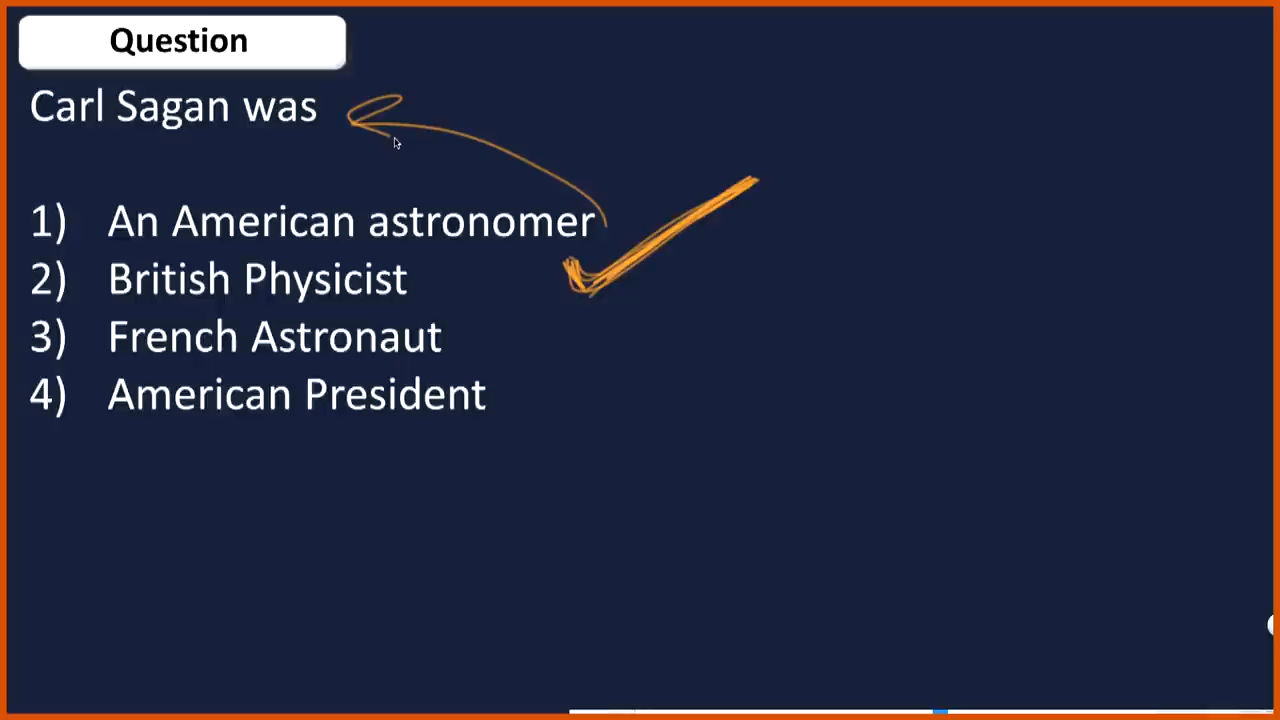 Question
Carl Sagan was
1) An American astronomer
2) British Physicist
3) French Astronaut
4) American President